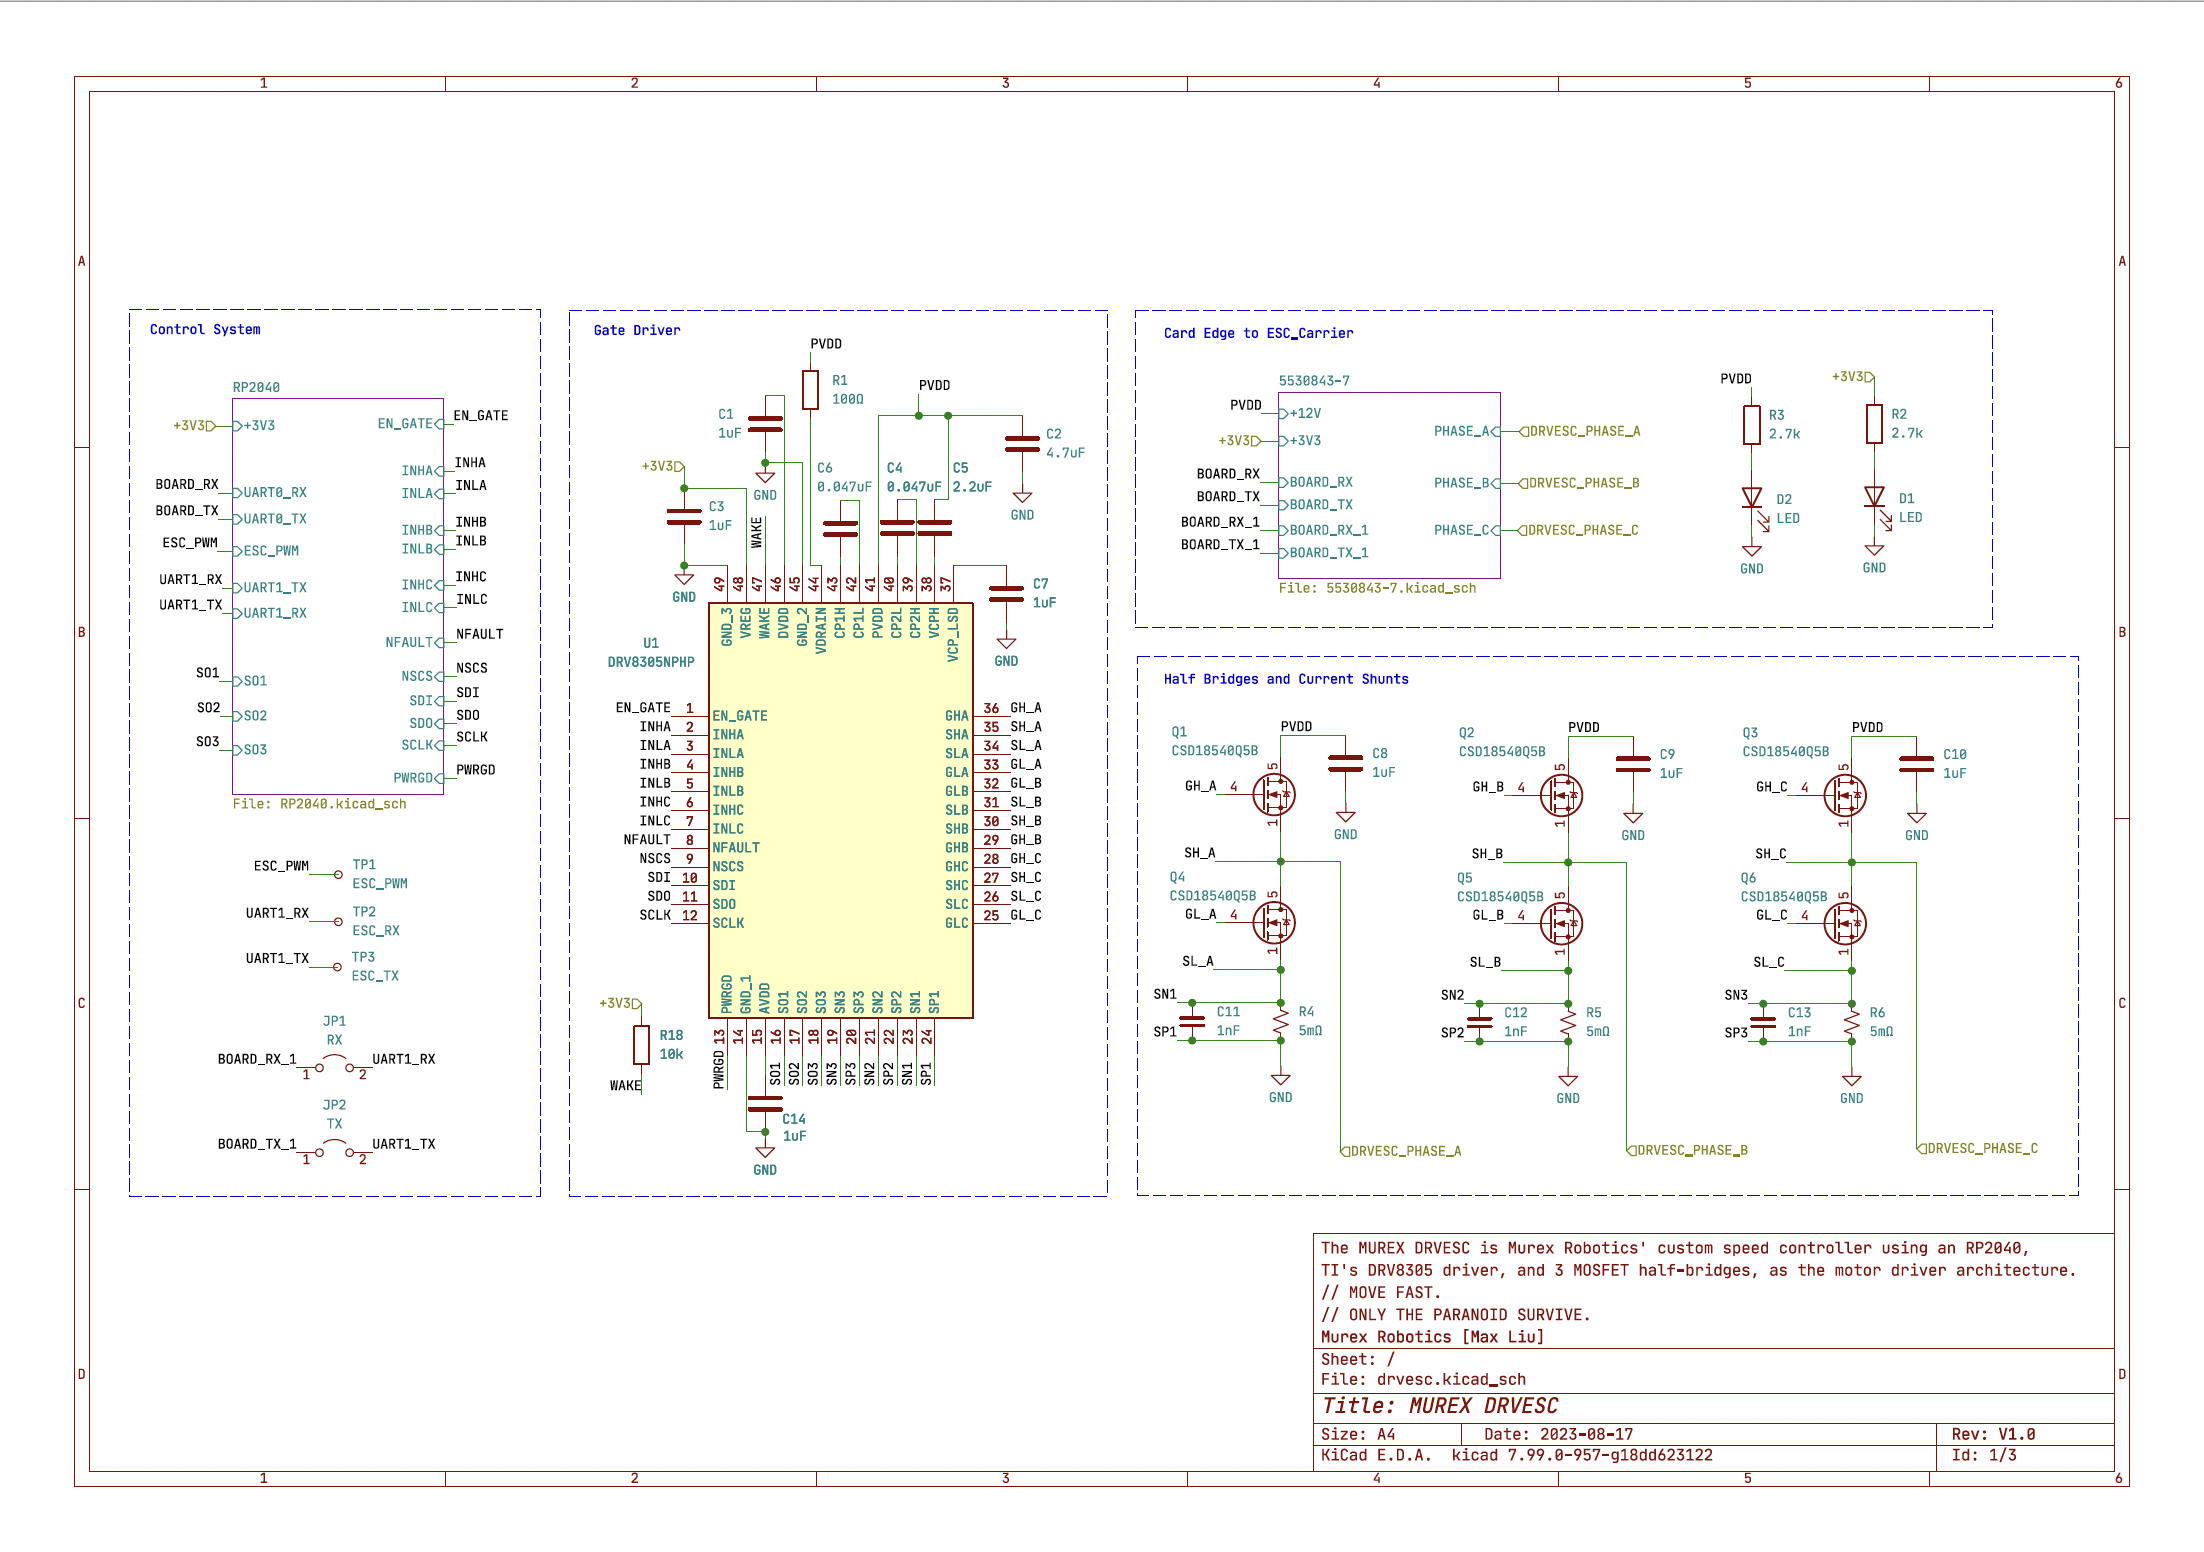 1 2 3 4 5 6
A A
B B
C C
D D
Control System
RP2040
+3V3 +3V3
EN_GATE EN_GATE
INHA INHA
INLA INLA
BOARD_RX UART0_RX
BOARD_TX UART0_TX
INHB INHB
INLB INLB
ESC_PWM ESC_PWM
UART1_RX UART1_TX
UART1_TX UART1_RX
INHC INHC
INLC INLC
NFAULT NFAULT
NSCS NSCS
SO1 SO1
SDI SDI
SO2 SO2
SDO SDO
SO3 SO3
SCLK SCLK
PWRGD PWRGD
File: RP2040.kicad_sch
ESC_PWM TP1
ESC_PWM
UART1_RX TP2
ESC_RX
UART1_TX TP3
ESC_TX
JP1
RX
BOARD_RX_1 1 2 UART1_RX
JP2
TX
BOARD_TX_1 1 2 UART1_TX
Gate Driver
PVDD
R1
100Ω
PVDD
C1
1uF
C2
4.7uF
GND
+3V3
C3
1uF
GND
GND
WAKE
C6
0.047uF
C4
0.047uF
C5
2.2uF
C7
1uF
GND
49 48 47 46 45 44 43 42 41 40 39 38 37
GND_3 VREG WAKE DVDD GND_2 VDRAIN CP1H CP1L PVDD CP2L CP2H VCPH VCP_LSD
U1
DRV8305NPHP
EN_GATE 1 EN_GATE
INHA 2 INHA
INLA 3 INLA
INHB 4 INHB
INLB 5 INLB
INHC 6 INHC
INLC 7 INLC
NFAULT 8 NFAULT
NSCS 9 NSCS
SDI 10 SDI
SDO 11 SDO
SCLK 12 SCLK
GHA 36 GH_A
SHA 35 SH_A
SLA 34 SL_A
GLA 33 GL_A
GLB 32 GL_B
SLB 31 SL_B
SHB 30 SH_B
GHB 29 GH_B
GHC 28 GH_C
SHC 27 SH_C
SLC 26 SL_C
GLC 25 GL_C
PWRGD GND_1 AVDD SO1 SO2 SO3 SN3 SP3 SN2 SP2 SN1 SP1
13 14 15 16 17 18 19 20 21 22 23 24
PWRGD SO1 SO2 SO3 SN3 SP3 SN2 SP2 SN1 SP1
+3V3
R18
10k
WAKE
C14
1uF
GND
Card Edge to ESC_Carrier
5530843-7
PVDD +12V
+3V3 +3V3
BOARD_RX BOARD_RX
BOARD_TX BOARD_TX
BOARD_RX_1 BOARD_RX_1
BOARD_TX_1 BOARD_TX_1
PHASE_A DRVESC_PHASE_A
PHASE_B DRVESC_PHASE_B
PHASE_C DRVESC_PHASE_C
File: 5530843-7.kicad_sch
PVDD
R3
2.7k
D2
LED
GND
+3V3
R2
2.7k
D1
LED
GND
Half Bridges and Current Shunts
Q1
CSD18540Q5B
PVDD
C8
1uF
GND
GH_A 4 5 1
SH_A
Q4
CSD18540Q5B
GL_A 4 5 1
SL_A
SN1
SP1
C11
1nF
R4
5mΩ
GND
DRVESC_PHASE_A
Q2
CSD18540Q5B
PVDD
C9
1uF
GND
GH_B 4 5 1
SH_B
Q5
CSD18540Q5B
GL_B 4 5 1
SL_B
SN2
SP2
C12
1nF
R5
5mΩ
GND
DRVESC_PHASE_B
Q3
CSD18540Q5B
PVDD
C10
1uF
GND
GH_C 4 5 1
SH_C
Q6
CSD18540Q5B
GL_C 4 5 1
SL_C
SN3
SP3
C13
1nF
R6
5mΩ
GND
DRVESC_PHASE_C
The MUREX DRVESC is Murex Robotics' custom speed controller using an RP2040,
TI's DRV8305 driver, and 3 MOSFET half-bridges, as the motor driver architecture.
// MOVE FAST.
// ONLY THE PARANOID SURVIVE.
Murex Robotics [Max Liu]
Sheet: /
File: drvesc.kicad_sch
Title: MUREX DRVESC
Size: A4 Date: 2023-08-17 Rev: V1.0
KiCad E.D.A. kicad 7.99.0-957-g18dd623122 Id: 1/3
1 2 3 4 5 6